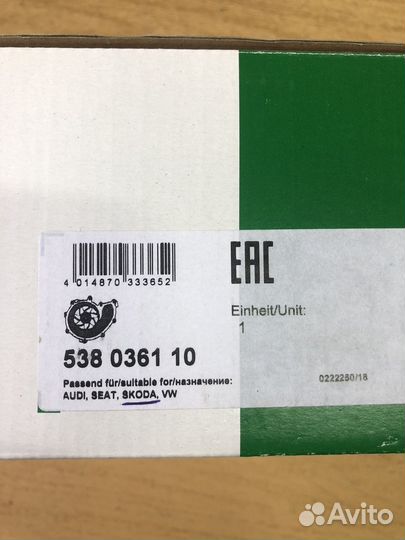 4 014870 333652
538 0361 10
Passend für/suitable for/назначение:
AUDI, SEAT, SKODA, VW
EAC
Einheit/Unit:
1
0222250/18
Avito